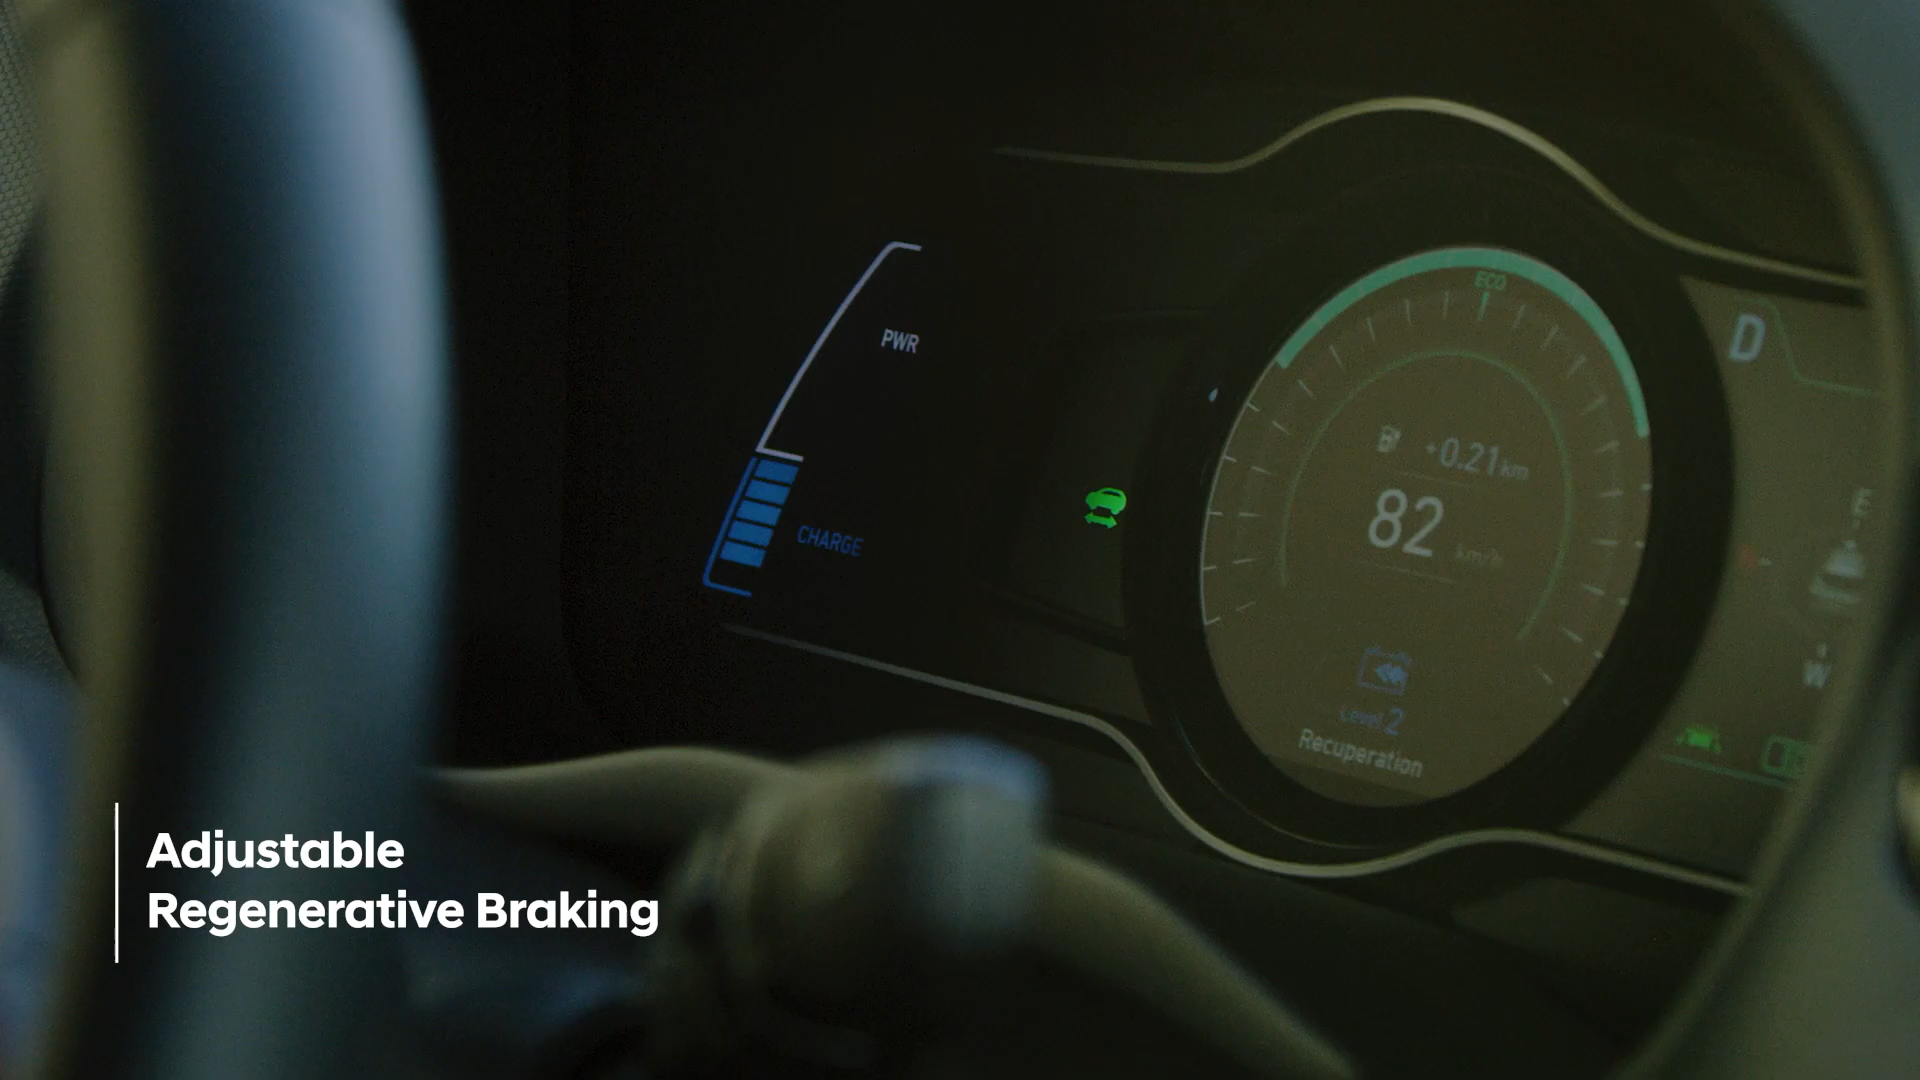 ECO
D
PWR
+0.21km
82 km/h
E
CHARGE
W
Level 2
Recuperation
Adjustable
Regenerative Braking